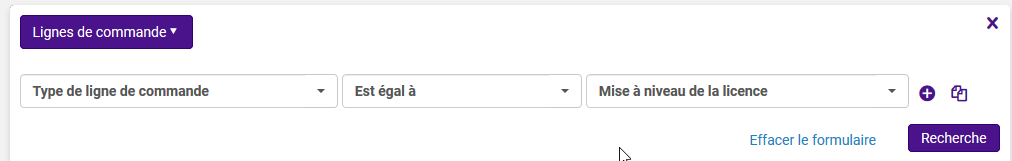 Lignes de commande
Type de ligne de commande Est égal à Mise à niveau de la licence
Effacer le formulaire Recherche